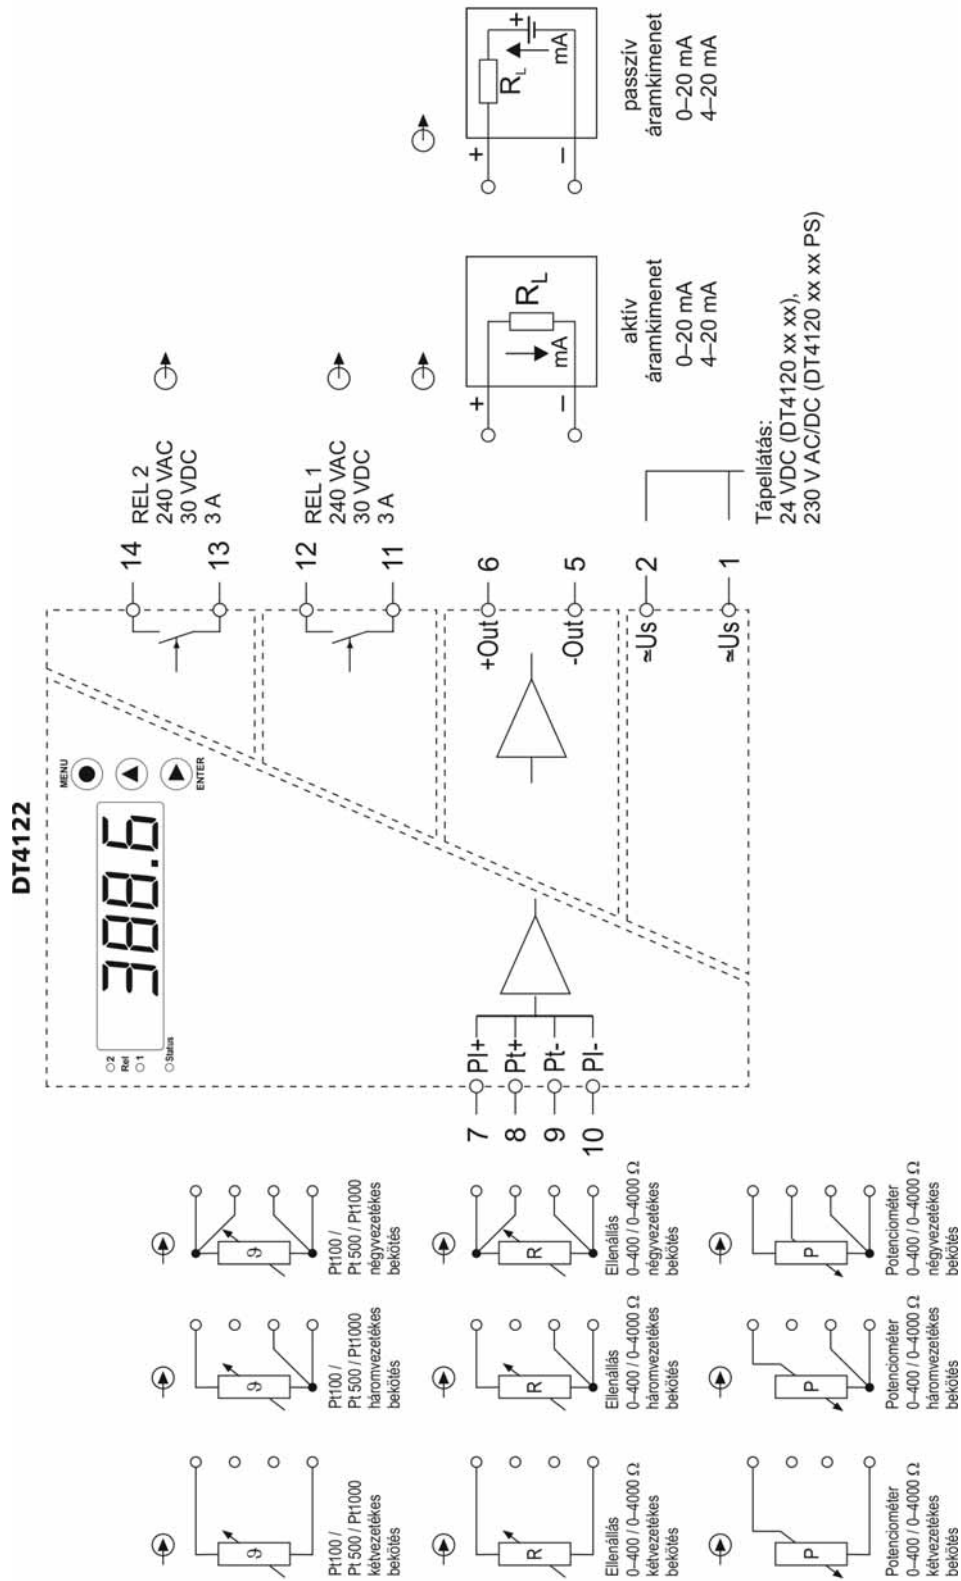 DT4122
2
Rel
1
Status
388.6
MENU
ENTER
14
REL 2
240 VAC
30 VDC
3 A
13
12
REL 1
240 VAC
30 VDC
3 A
11
+Out
6
-Out
5
≃Us
2
≃Us
1
+
−
mA
R_L
aktív
áramkimenet
0–20 mA
4–20 mA
+
−
R_L
+
mA
passzív
áramkimenet
0–20 mA
4–20 mA
Tápellátás:
24 VDC (DT4120 xx xx),
230 V AC/DC (DT4120 xx xx PS)
7
PI+
8
Pt+
9
Pt-
10
PI-
ϑ
Pt100 /
Pt 500 / Pt1000
kétvezetékes
bekötés
ϑ
Pt100 /
Pt 500 / Pt1000
háromvezetékes
bekötés
ϑ
Pt100 /
Pt 500 / Pt1000
négyvezetékes
bekötés
R
Ellenállás
0–400 / 0–4000 Ω
kétvezetékes
bekötés
R
Ellenállás
0–400 / 0–4000 Ω
háromvezetékes
bekötés
R
Ellenállás
0–400 / 0–4000 Ω
négyvezetékes
bekötés
P
Potenciométer
0–400 / 0–4000 Ω
kétvezetékes
bekötés
P
Potenciométer
0–400 / 0–4000 Ω
háromvezetékes
bekötés
P
Potenciométer
0–400 / 0–4000 Ω
négyvezetékes
bekötés